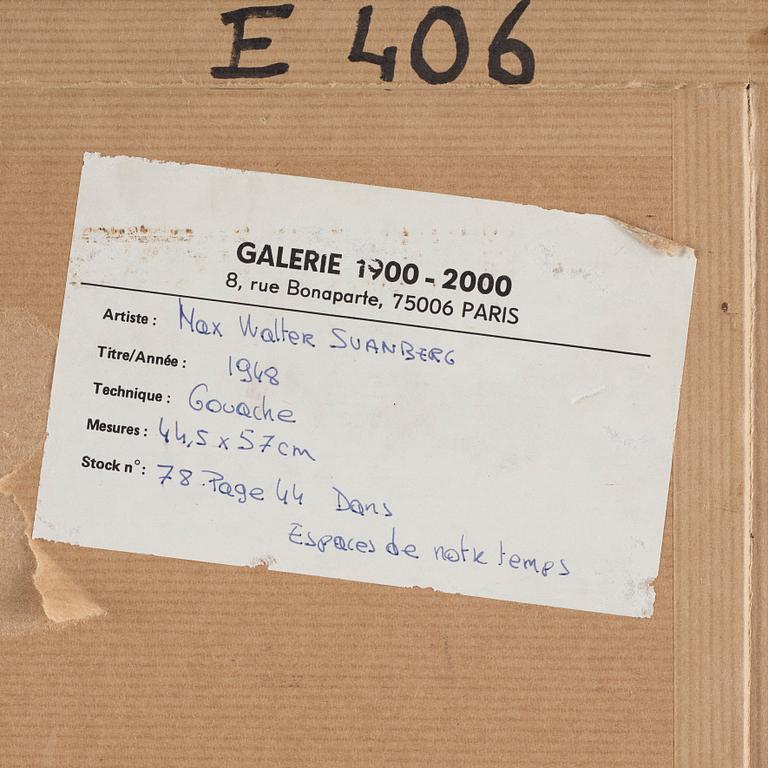 E 406
GALERIE 1900 - 2000
8, rue Bonaparte, 75006 PARIS
Artiste : Max Walter SVANBERG
Titre/Année : 1948
Technique : Gouache
Mesures : 44,5 x 57cm
Stock n°: 78. Page 44 Dans
Espaces de notre temps